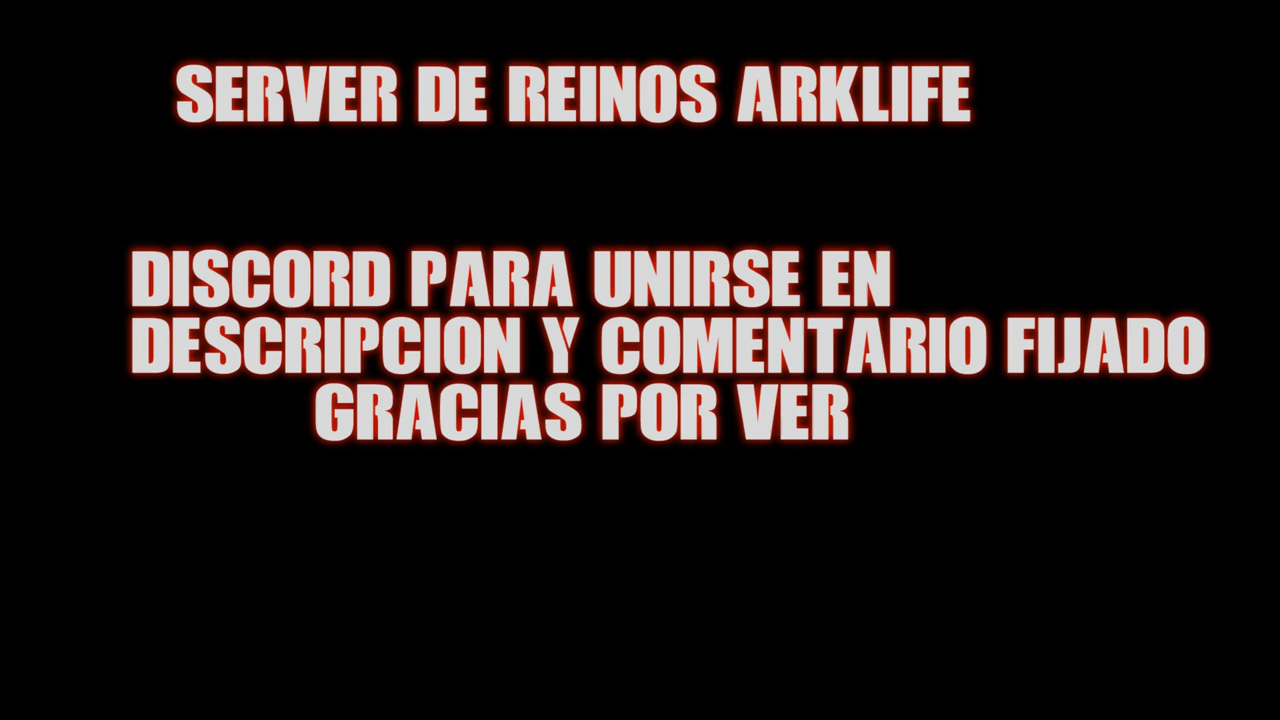 SERVER DE REINOS ARKLIFE
DISCORD PARA UNIRSE EN
DESCRIPCION Y COMENTARIO FIJADO
GRACIAS POR VER